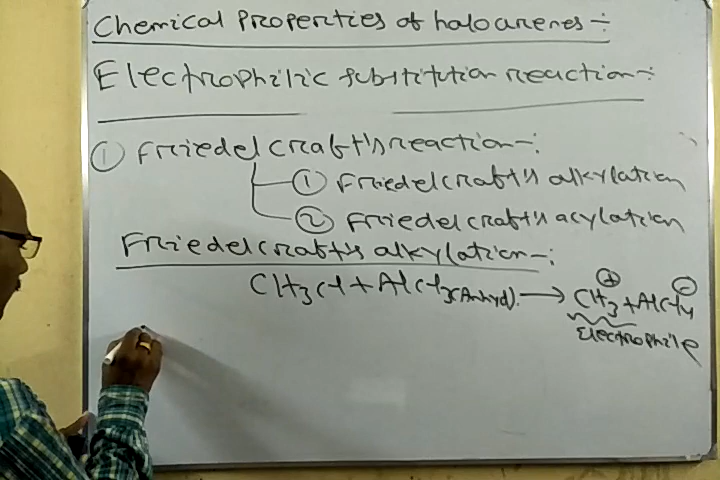 Chemical Properties of haloarenes :-
Electrophilic substitution reaction :-
① Friedel craft's reaction -:
① Friedel craft's alkylation
② Friedel craft's acylation
Friedel craft's alkylation -:
CH3Cl + AlCl3(Anhyd). → CH3⊕ + AlCl4⊖
Electrophile